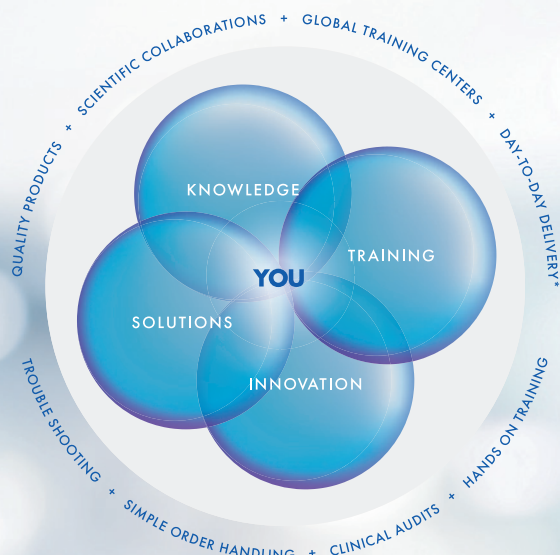 QUALITY PRODUCTS + SCIENTIFIC COLLABORATIONS + GLOBAL TRAINING CENTERS + DAY-TO-DAY DELIVERY*
KNOWLEDGE
TRAINING
YOU
SOLUTIONS
INNOVATION
TROUBLE SHOOTING + SIMPLE ORDER HANDLING + CLINICAL AUDITS + HANDS ON TRAINING